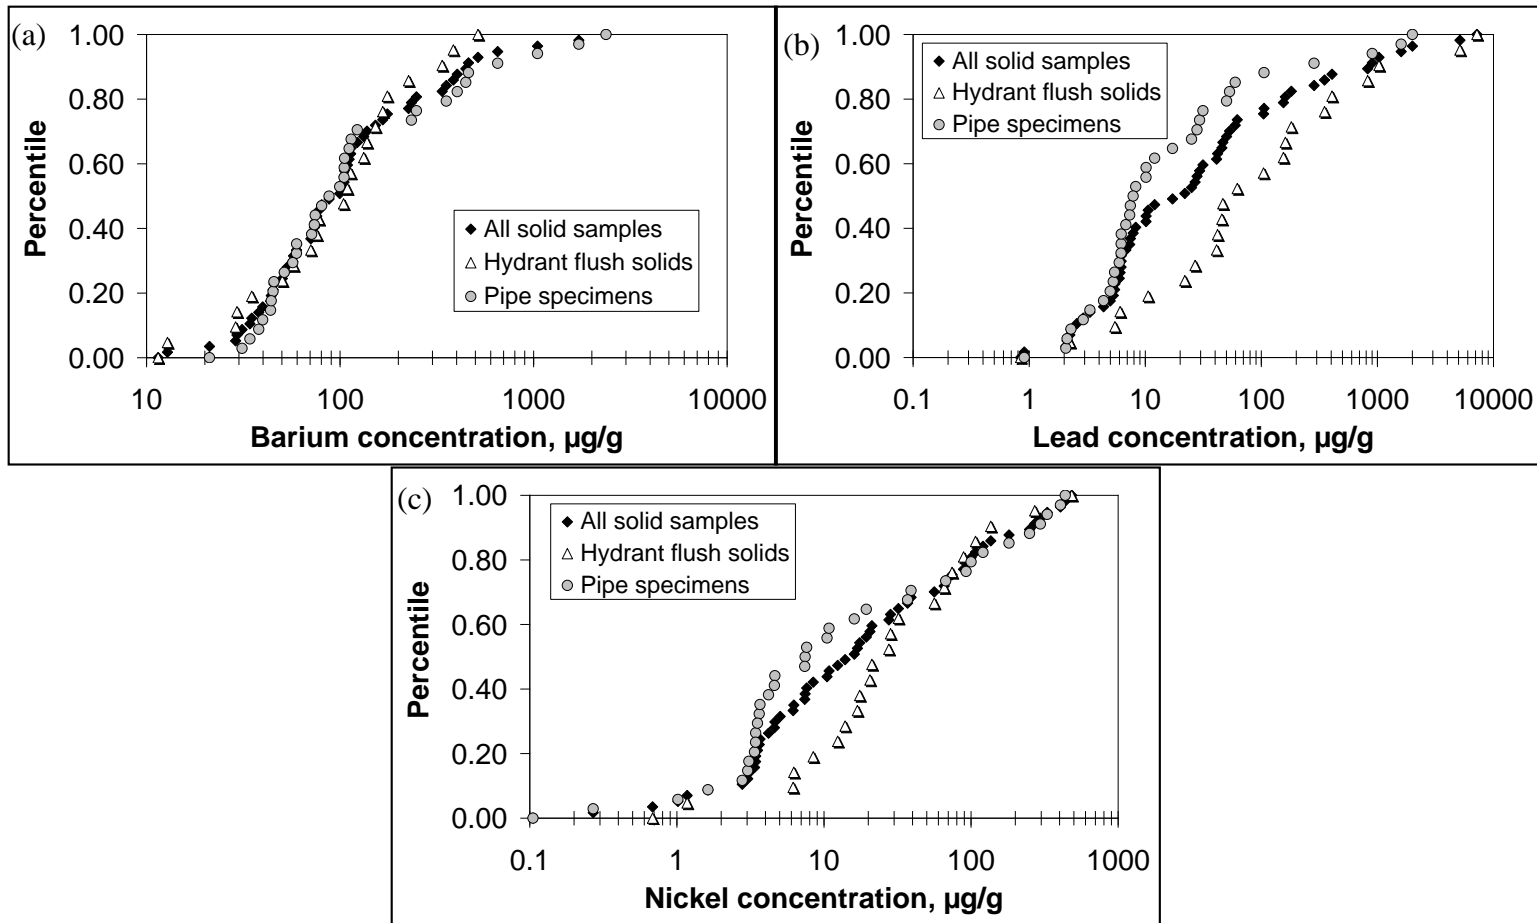 (a)
1.00
0.80
0.60
0.40
0.20
0.00
Percentile
All solid samples
Hydrant flush solids
Pipe specimens
10
100
1000
10000
Barium concentration, µg/g
(b)
1.00
0.80
0.60
0.40
0.20
0.00
Percentile
All solid samples
Hydrant flush solids
Pipe specimens
0.1
1
10
100
1000
10000
Lead concentration, µg/g
(c)
1.00
0.80
0.60
0.40
0.20
0.00
Percentile
All solid samples
Hydrant flush solids
Pipe specimens
0.1
1
10
100
1000
Nickel concentration, µg/g